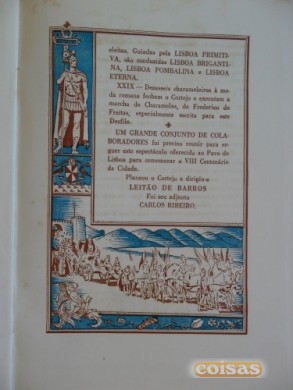 eleitas. Guiadas pela LISBOA PRIMITI-
VA, são conduzidas LISBOA BRIGANTI-
NA, LISBOA POMBALINA e LISBOA
ETERNA.
XXIX — Dezasseis charameleiros à mo-
da romana fecham o Cortejo e executam a
marcha de Charamelas, de Frederico de
Freitas, especialmente escrita para este
Desfile.
UM GRANDE CONJUNTO DE COLA-
BORADORES foi preciso reunir para er-
guer este espectáculo oferecido ao Povo de
Lisboa para comemorar o VIII Centenário
da Cidade.
Planeou o Cortejo e dirigiu-o
LEITÃO DE BARROS
Foi seu adjunto
CARLOS RIBEIRO.
coisas